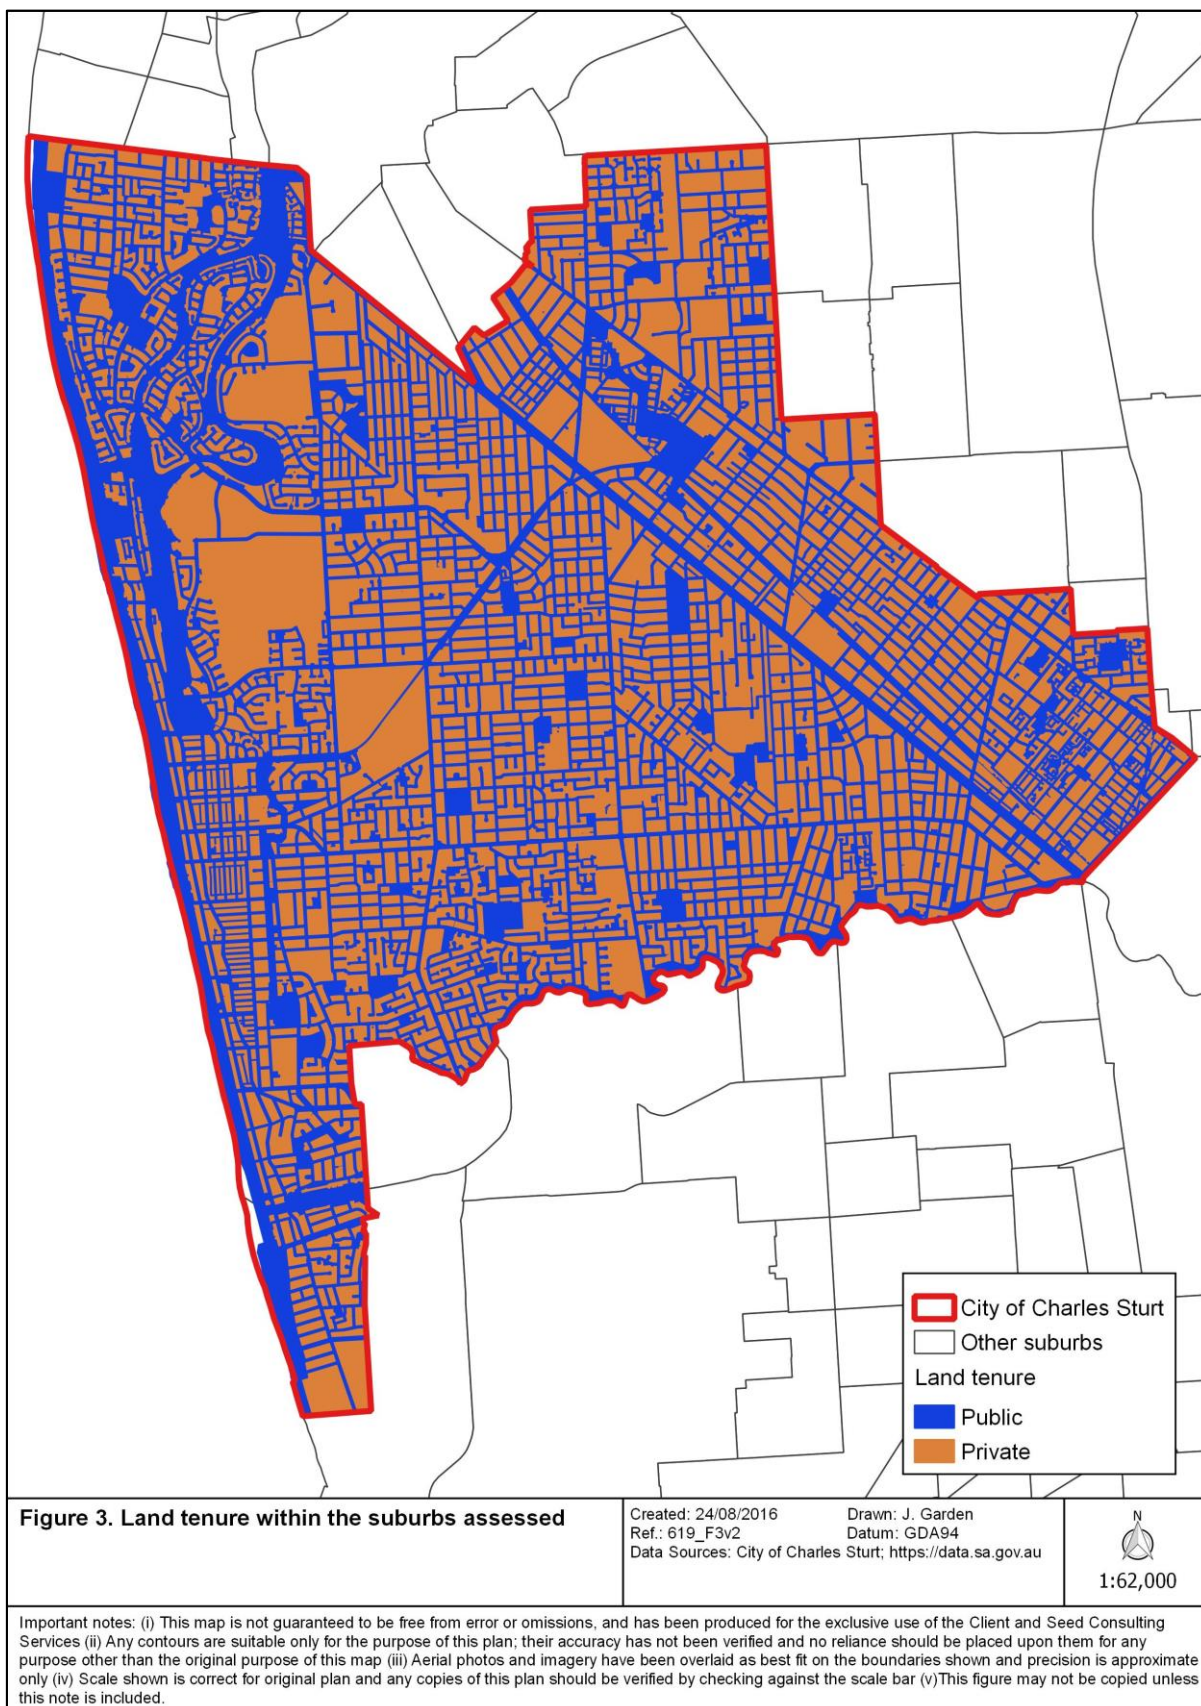 City of Charles Sturt
Other suburbs
Land tenure
Public
Private
Figure 3. Land tenure within the suburbs assessed
Created: 24/08/2016 Drawn: J. Garden
Ref.: 619_F3v2 Datum: GDA94
Data Sources: City of Charles Sturt; https://data.sa.gov.au
N
1:62,000
Important notes: (i) This map is not guaranteed to be free from error or omissions, and has been produced for the exclusive use of the Client and Seed Consulting
Services (ii) Any contours are suitable only for the purpose of this plan; their accuracy has not been verified and no reliance should be placed upon them for any
purpose other than the original purpose of this map (iii) Aerial photos and imagery have been overlaid as best fit on the boundaries shown and precision is approximate
only (iv) Scale shown is correct for original plan and any copies of this plan should be verified by checking against the scale bar (v)This figure may not be copied unless
this note is included.